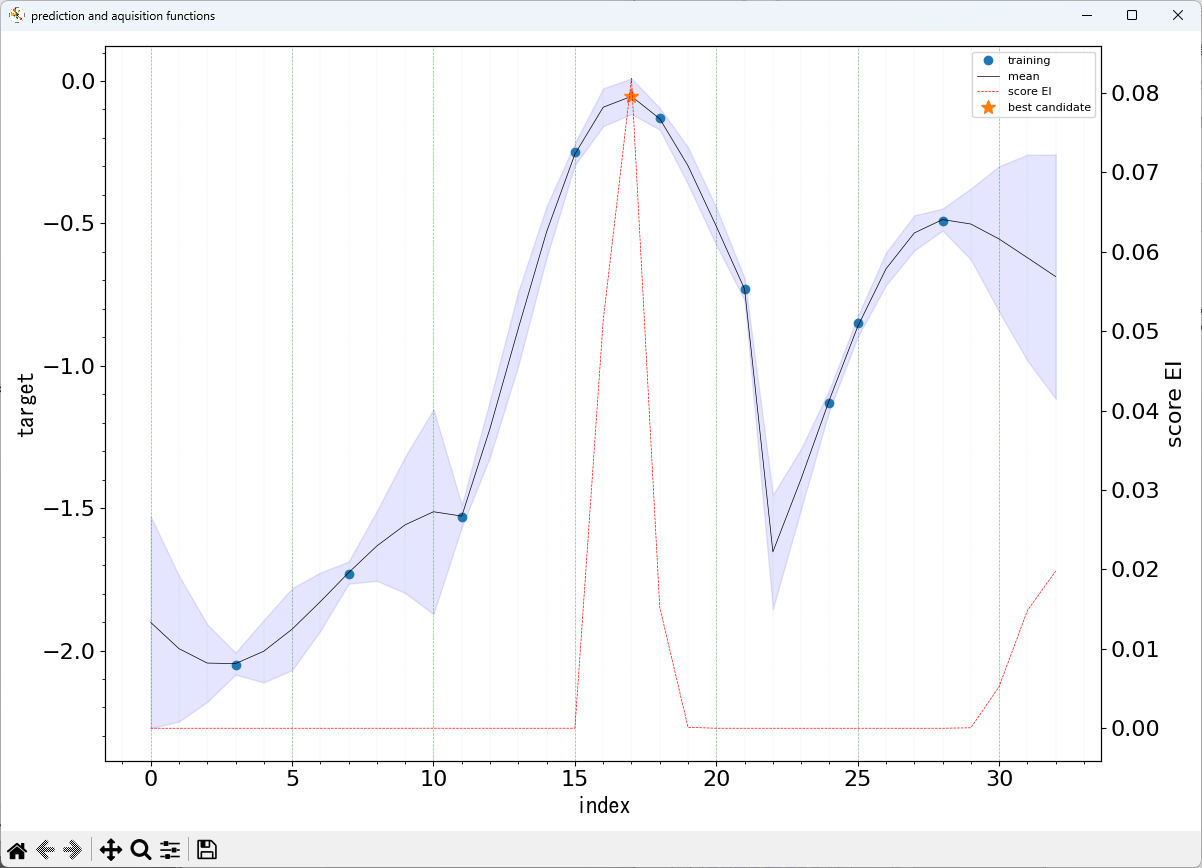 prediction and aquisition functions
training
mean
score EI
best candidate
0.0
−0.5
−1.0
−1.5
−2.0
target
0.08
0.07
0.06
0.05
0.04
0.03
0.02
0.01
0.00
score EI
0 5 10 15 20 25 30
index